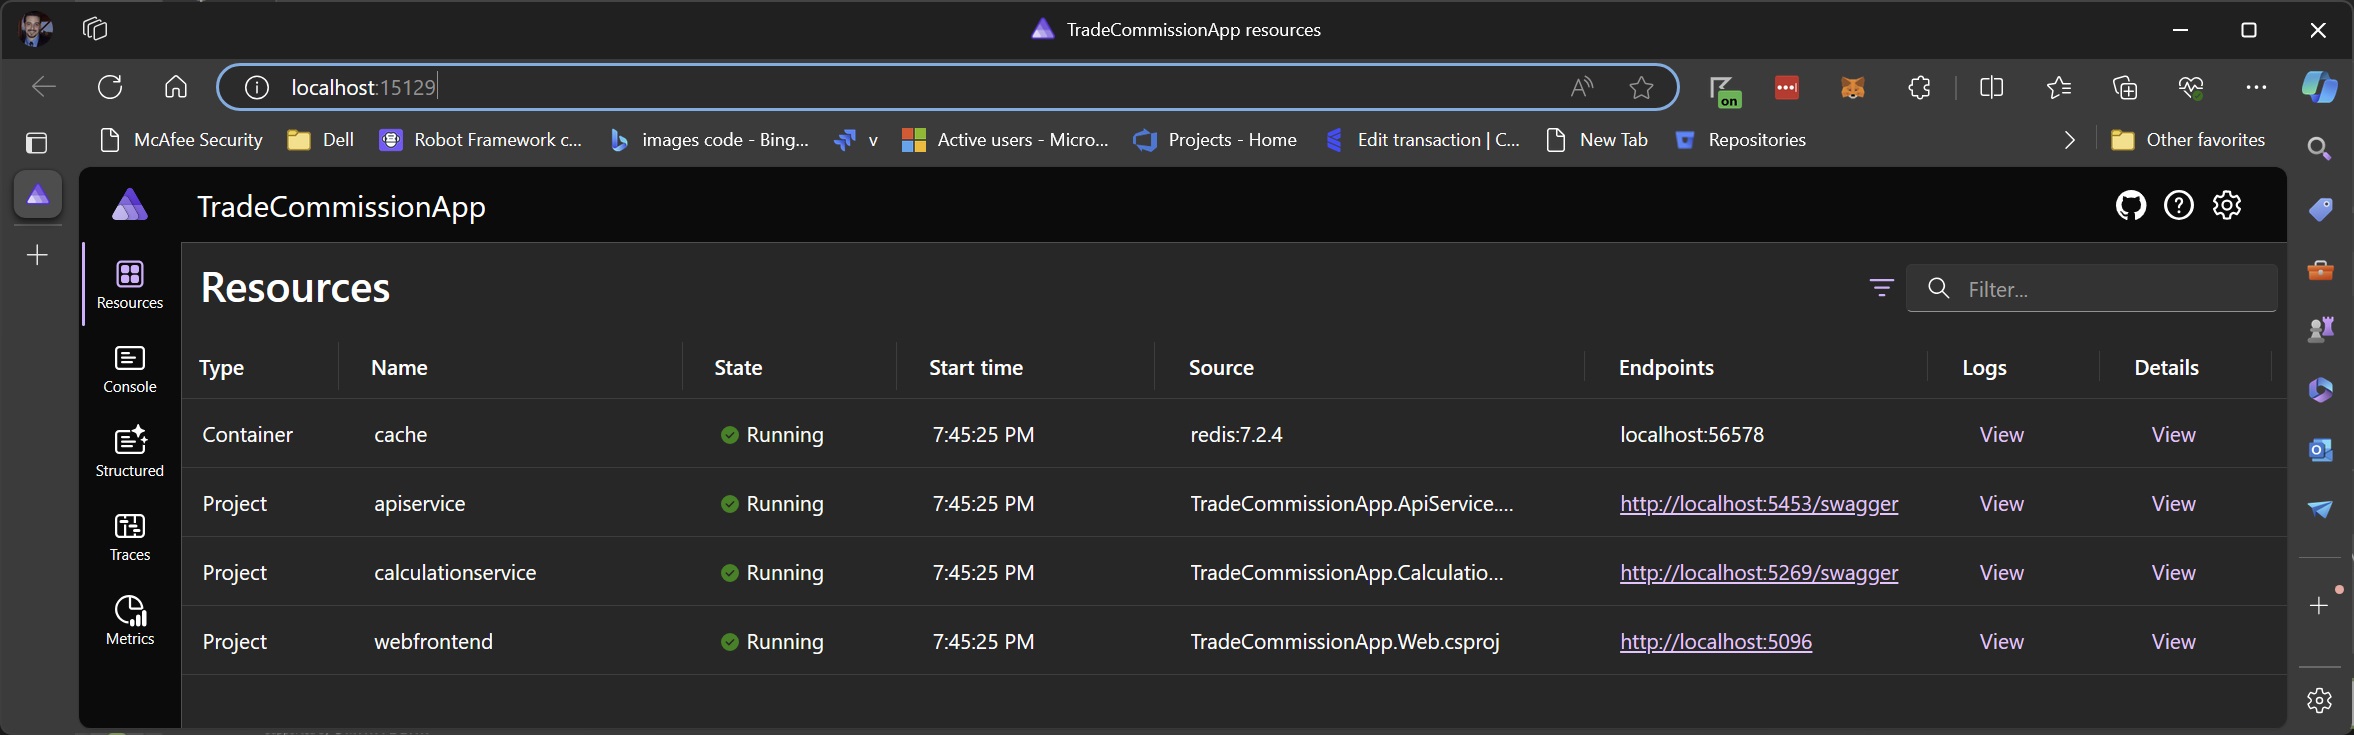 TradeCommissionApp resources
localhost:15129
on
McAfee Security Dell Robot Framework c... images code - Bing... v Active users - Micro... Projects - Home Edit transaction | C... New Tab Repositories Other favorites
TradeCommissionApp
Resources
Filter...
Resources
Console
Structured
Traces
Metrics
Type Name State Start time Source Endpoints Logs Details
Container cache Running 7:45:25 PM redis:7.2.4 localhost:56578 View View
Project apiservice Running 7:45:25 PM TradeCommissionApp.ApiService.... http://localhost:5453/swagger View View
Project calculationservice Running 7:45:25 PM TradeCommissionApp.Calculatio... http://localhost:5269/swagger View View
Project webfrontend Running 7:45:25 PM TradeCommissionApp.Web.csproj http://localhost:5096 View View